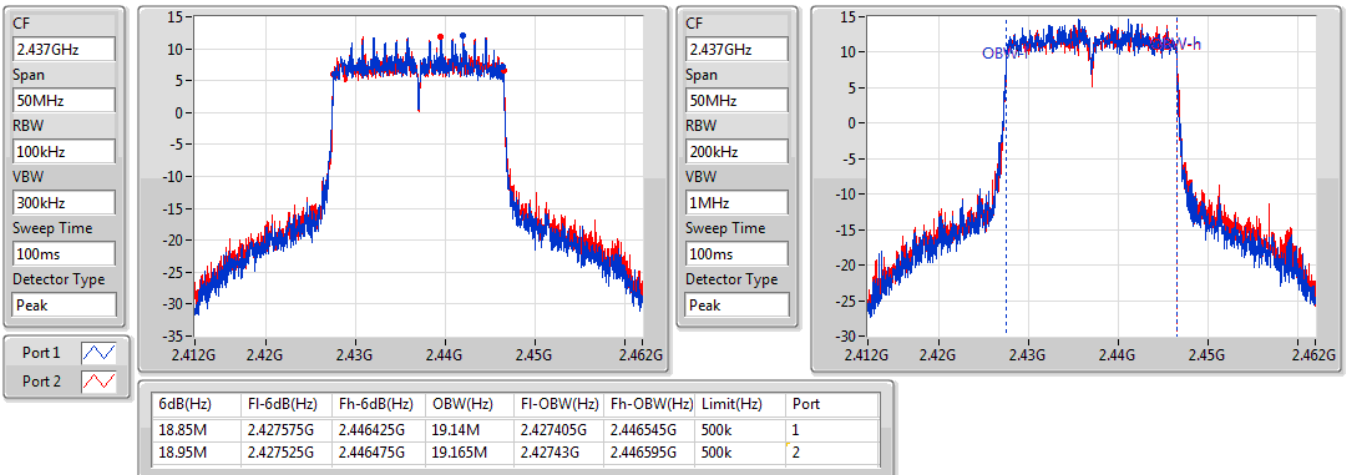 CF
2.437GHz
Span
50MHz
RBW
100kHz
VBW
300kHz
Sweep Time
100ms
Detector Type
Peak
Port 1
Port 2
15
10
5
0
-5
-10
-15
-20
-25
-30
-35
2.412G 2.42G 2.43G 2.44G 2.45G 2.462G
CF
2.437GHz
Span
50MHz
RBW
200kHz
VBW
1MHz
Sweep Time
100ms
Detector Type
Peak
15
10
5
0
-5
-10
-15
-20
-25
-30
2.412G 2.42G 2.43G 2.44G 2.45G 2.462G
6dB(Hz) Fl-6dB(Hz) Fh-6dB(Hz) OBW(Hz) Fl-OBW(Hz) Fh-OBW(Hz) Limit(Hz) Port
18.85M 2.427575G 2.446425G 19.14M 2.427405G 2.446545G 500k 1
18.95M 2.427525G 2.446475G 19.165M 2.42743G 2.446595G 500k 2